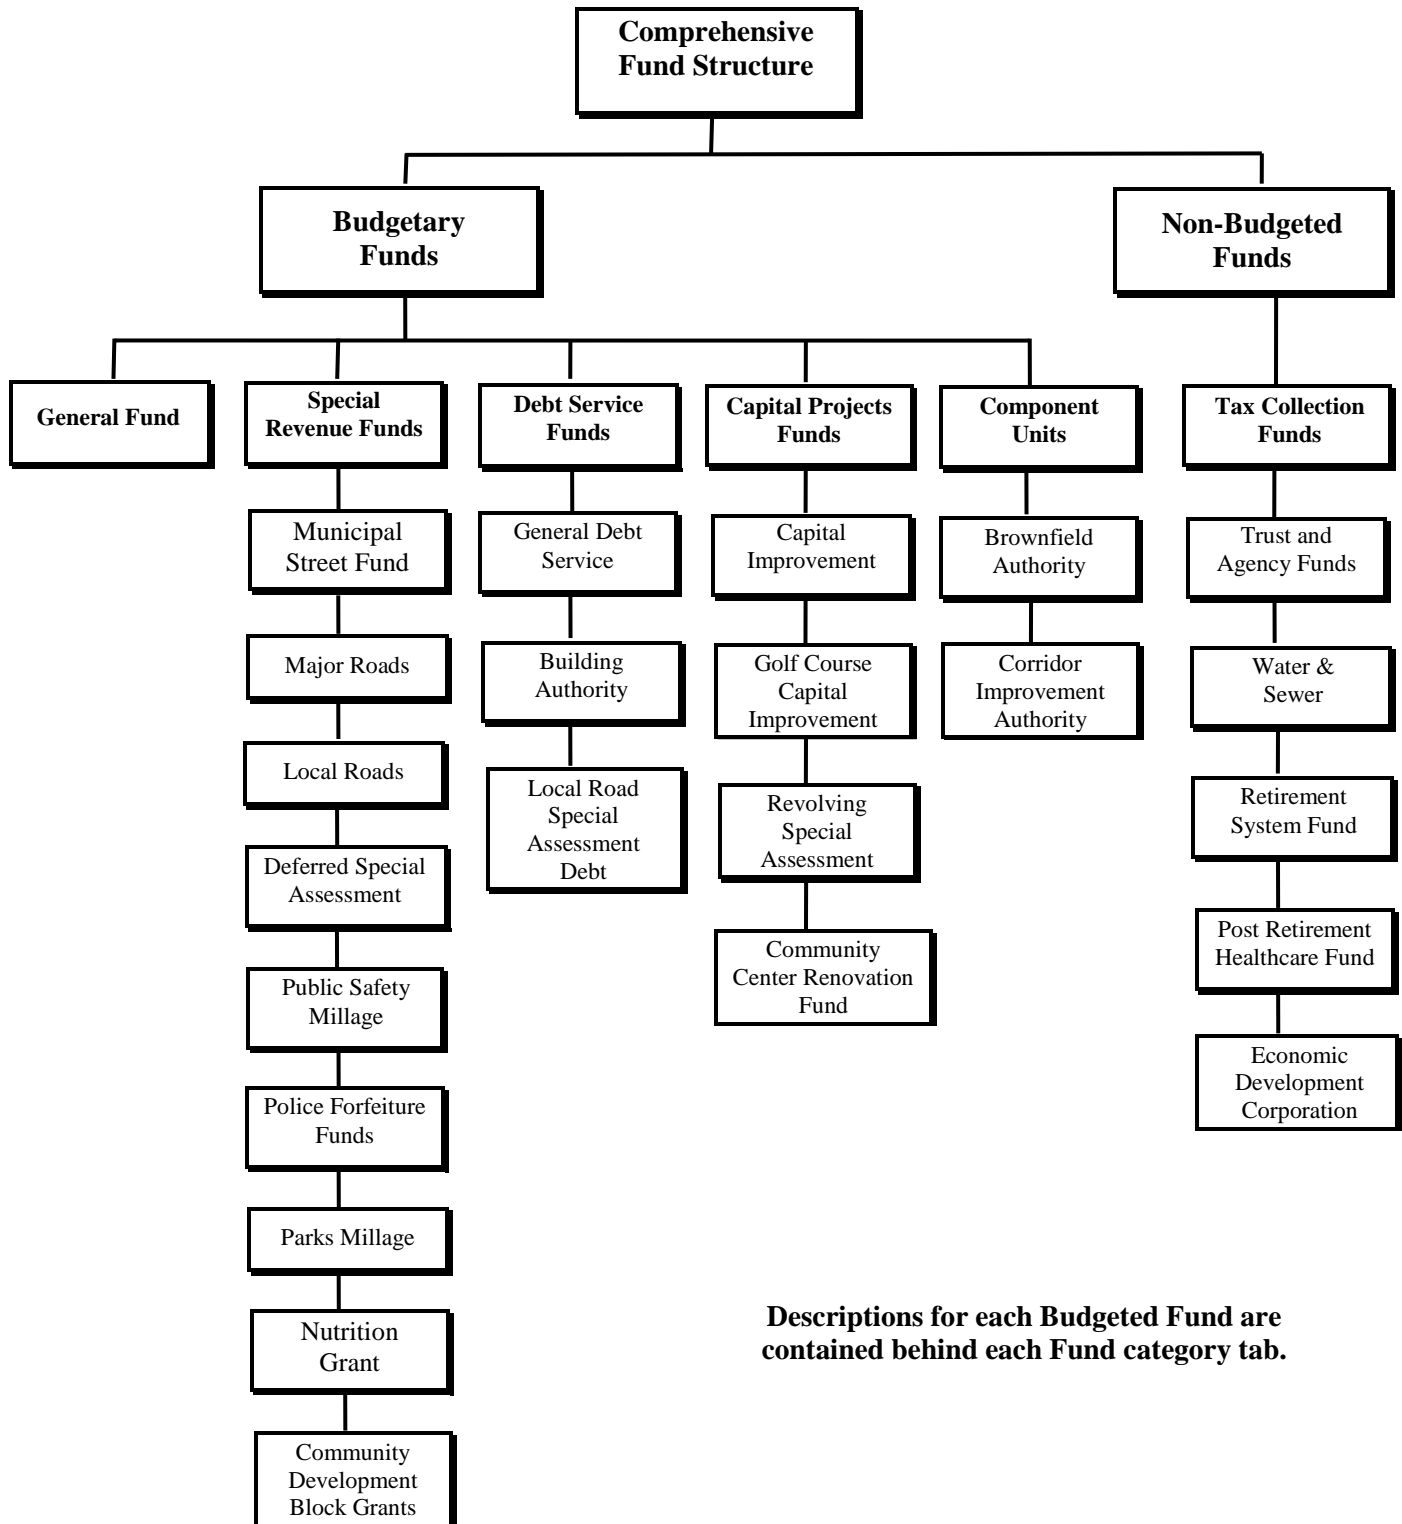 Comprehensive
Fund Structure
Budgetary
Funds
Non-Budgeted
Funds
General Fund
Special
Revenue Funds
Debt Service
Funds
Capital Projects
Funds
Component
Units
Tax Collection
Funds
Municipal
Street Fund
Major Roads
Local Roads
Deferred Special
Assessment
Public Safety
Millage
Police Forfeiture
Funds
Parks Millage
Nutrition
Grant
Community
Development
Block Grants
General Debt
Service
Building
Authority
Local Road
Special
Assessment
Debt
Capital
Improvement
Golf Course
Capital
Improvement
Revolving
Special
Assessment
Community
Center Renovation
Fund
Brownfield
Authority
Corridor
Improvement
Authority
Trust and
Agency Funds
Water &
Sewer
Retirement
System Fund
Post Retirement
Healthcare Fund
Economic
Development
Corporation
Descriptions for each Budgeted Fund are
contained behind each Fund category tab.